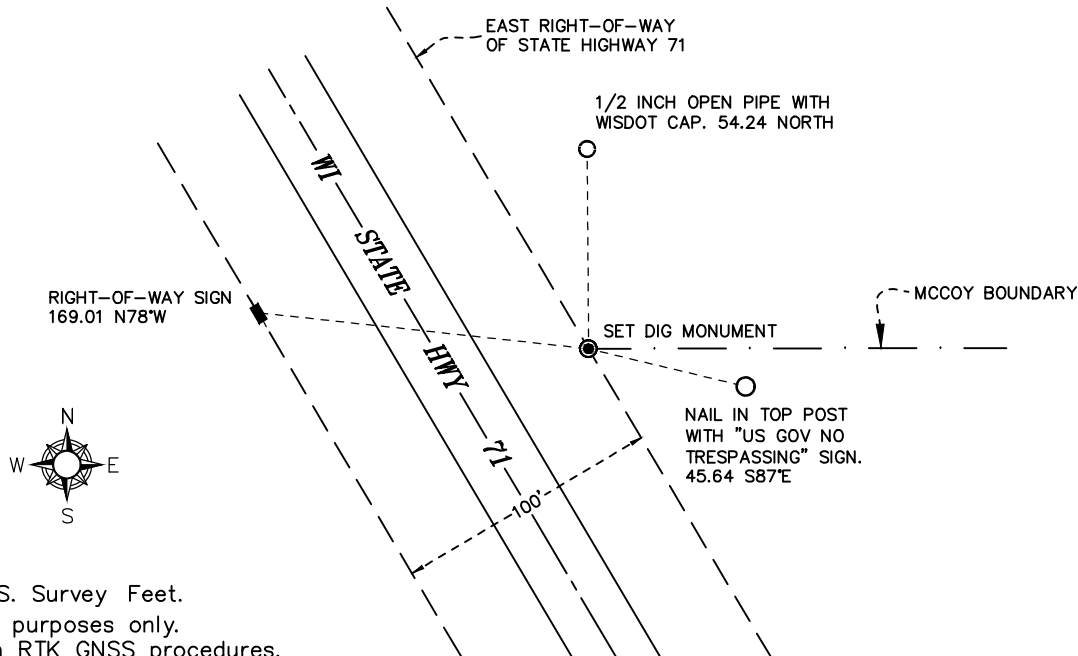 EAST RIGHT-OF-WAY
OF STATE HIGHWAY 71
1/2 INCH OPEN PIPE WITH
WISDOT CAP. 54.24 NORTH
WI STATE HWY 71
RIGHT-OF-WAY SIGN
169.01 N78°W
MCCOY BOUNDARY
SET DIG MONUMENT
NAIL IN TOP POST
WITH "US GOV NO
TRESPASSING" SIGN.
45.64 S87°E
N
W
E
S
100'
S. Survey Feet.
purposes only.
RTK GNSS procedures.